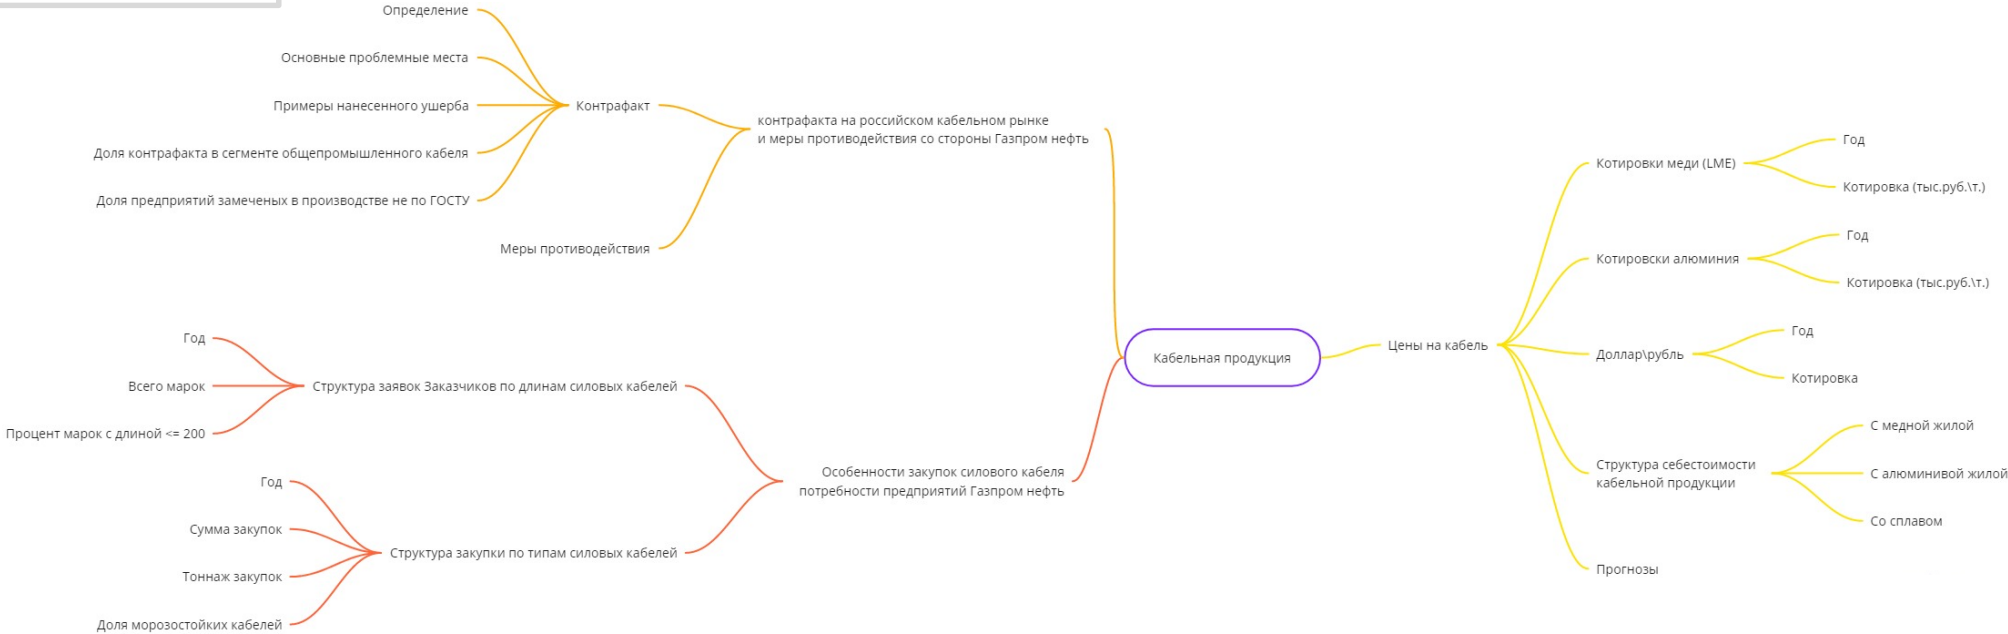 Определение
Основные проблемные места
Примеры нанесенного ушерба
Доля контрафакта в сегменте общепромышленного кабеля
Доля предприятий замеченых в производстве не по ГОСТУ
Контрафакт
Меры противодействия
контрафакта на российском кабельном рынке
и меры противодействия со стороны Газпром нефть
Год
Всего марок
Процент марок с длиной <= 200
Структура заявок Заказчиков по длинам силовых кабелей
Год
Сумма закупок
Тоннаж закупок
Доля морозостойких кабелей
Структура закупки по типам силовых кабелей
Особенности закупок силового кабеля
потребности предприятий Газпром нефть
Кабельная продукция
Цены на кабель
Котировки меди (LME)
Год
Котировка (тыс.руб.\т.)
Котировски алюминия
Год
Котировка (тыс.руб.\т.)
Доллар\рубль
Год
Котировка
Структура себестоимости
кабельной продукции
С медной жилой
С алюминивой жилой
Со сплавом
Прогнозы